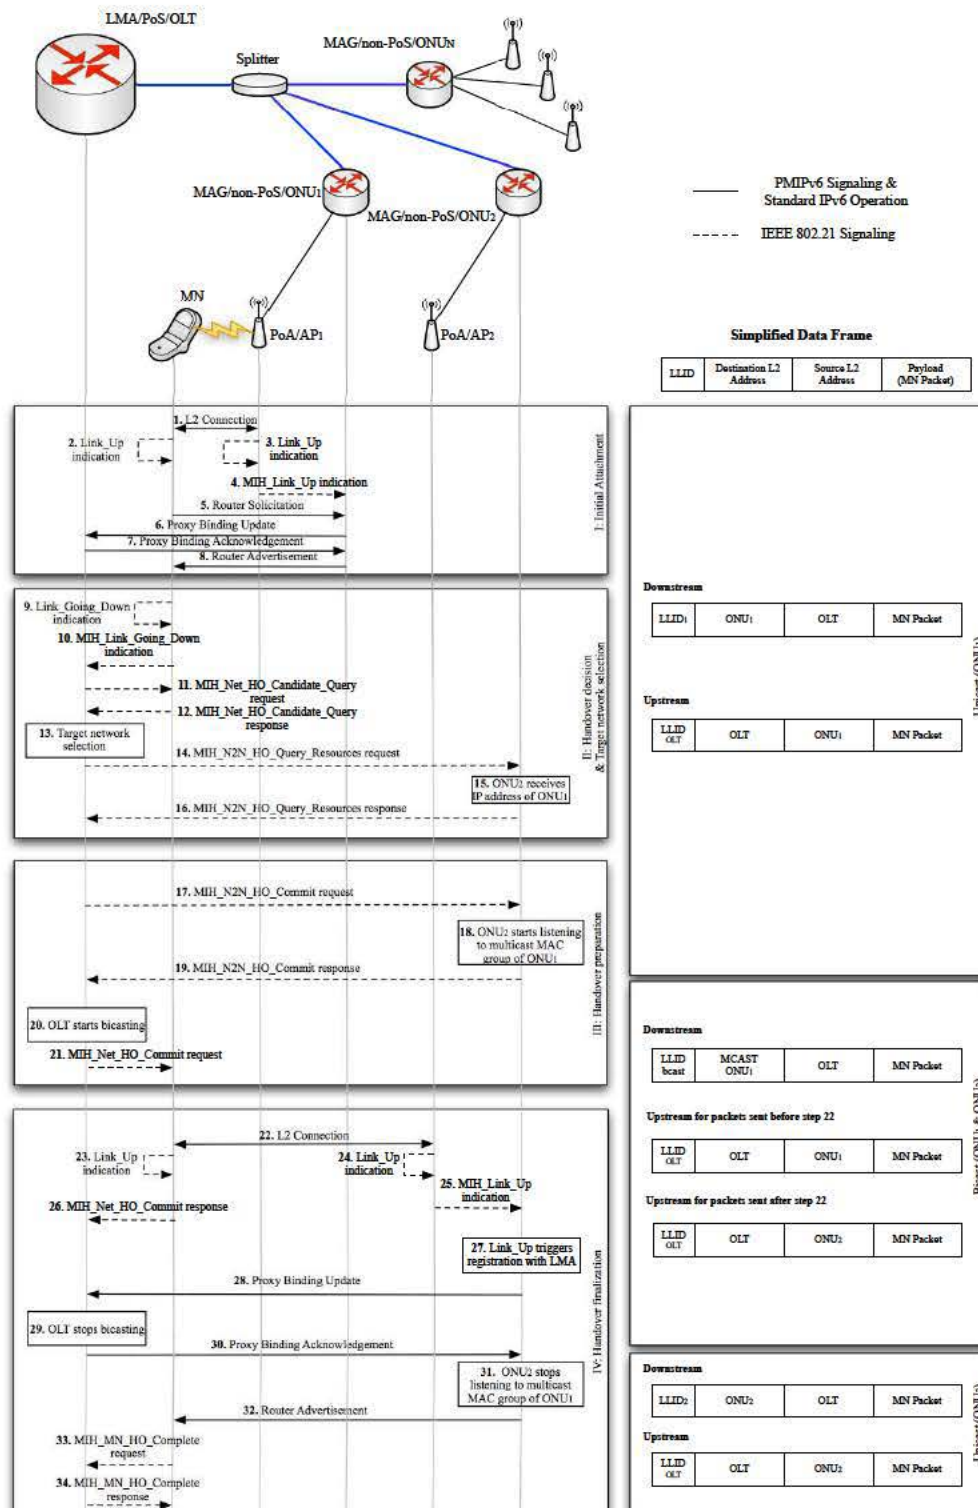 LMA/PoS/OLT
Splitter
MAG/non-PoS/ONUN
MAG/non-PoS/ONU1
MAG/non-PoS/ONU2
MN
PoA/AP1
PoA/AP2
PMIPv6 Signaling &
Standard IPv6 Operation
IEEE 802.21 Signaling
Simplified Data Frame
LLID
Destination L2
Address
Source L2
Address
Payload
(MN Packet)
1. L2 Connection
2. Link_Up
indication
3. Link_Up
indication
4. MIH_Link_Up indication
5. Router Solicitation
6. Proxy Binding Update
7. Proxy Binding Acknowledgement
8. Router Advertisement
I: Initial Attachment
9. Link_Going_Down
indication
10. MIH_Link_Going_Down
indication
11. MIH_Net_HO_Candidate_Query
request
12. MIH_Net_HO_Candidate_Query
response
13. Target network
selection
14. MIH_N2N_HO_Query_Resources request
15. ONU2 receives
IP address of ONU1
16. MIH_N2N_HO_Query_Resources response
II: Handover decision
& Target network selection
17. MIH_N2N_HO_Commit request
18. ONU2 starts listening
to multicast MAC
group of ONU1
19. MIH_N2N_HO_Commit response
20. OLT starts bicasting
21. MIH_Net_HO_Commit request
III: Handover preparation
22. L2 Connection
23. Link_Up
indication
24. Link_Up
indication
25. MIH_Link_Up
indication
26. MIH_Net_HO_Commit response
27. Link_Up triggers
registration with LMA
28. Proxy Binding Update
29. OLT stops bicasting
30. Proxy Binding Acknowledgement
31. ONU2 stops
listening to multicast
MAC group of ONU1
32. Router Advertisement
33. MIH_MN_HO_Complete
request
34. MIH_MN_HO_Complete
response
IV: Handover finalization
Downstream
LLID1
ONU1
OLT
MN Packet
Upstream
LLID
OLT
OLT
ONU1
MN Packet
Downstream
LLID
bcast
MCAST
ONU1
OLT
MN Packet
Upstream for packets sent before step 22
LLID
OLT
OLT
ONU1
MN Packet
Upstream for packets sent after step 22
LLID
OLT
OLT
ONU2
MN Packet
Downstream
LLID2
ONU2
OLT
MN Packet
Upstream
LLID
OLT
OLT
ONU2
MN Packet